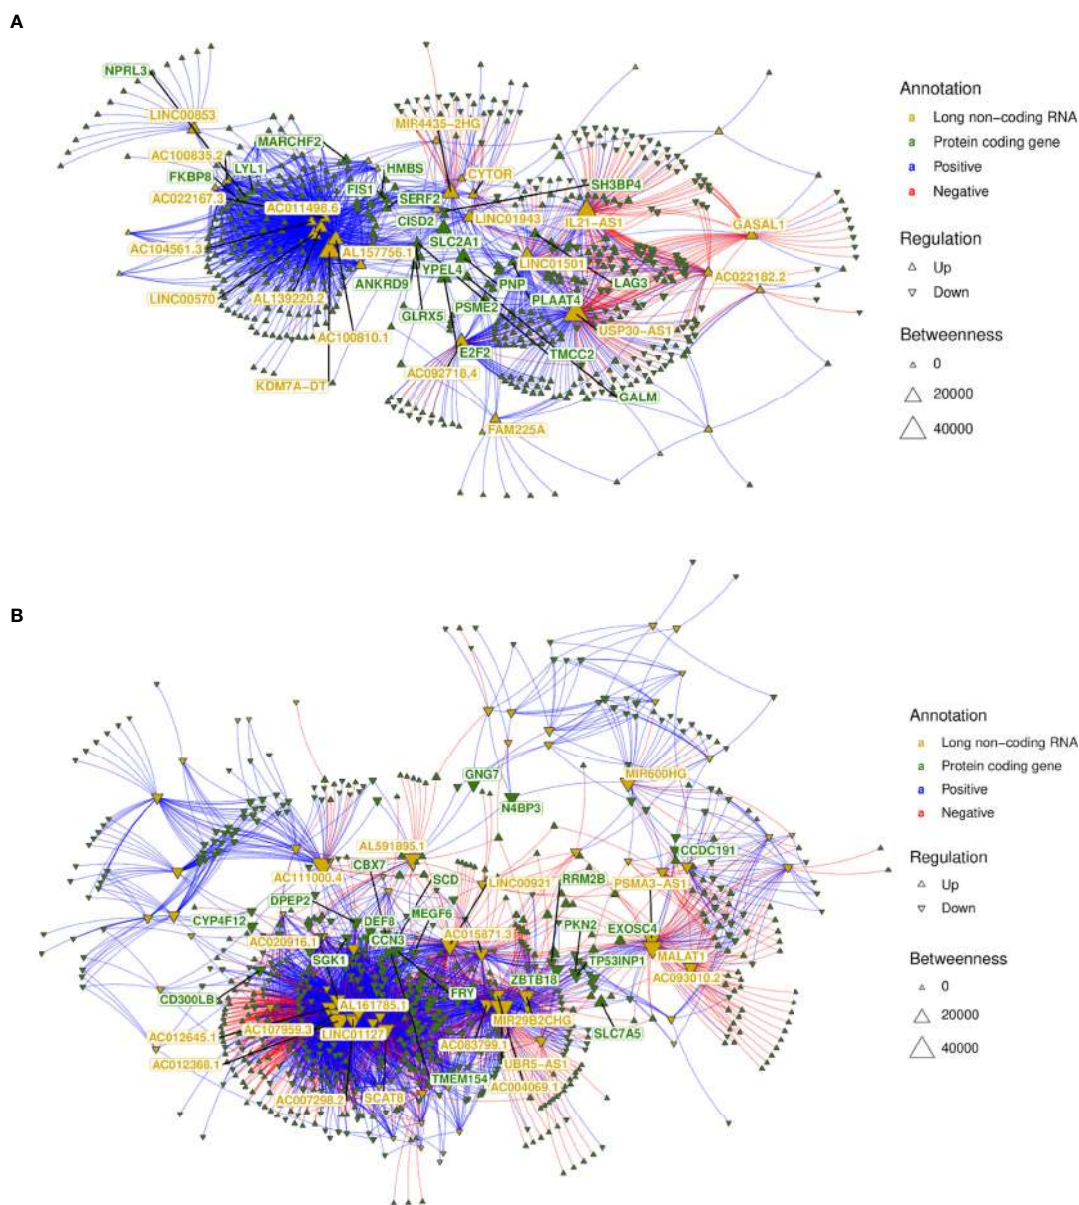 A
NPRL3
LINC00853
MARCHF2
MIR4435-2HG
AC100835.2
LYL1
HMBS
CYTOR
FKBP8
FIS1
SERF2
SH3BP4
AC022167.3
AC011498.6
CISD2
LINC01943
IL21-AS1
GASAL1
AC104561.3
AL157756.1
SLC2A1
LINC01501
YPEL4
LAG3
AC022182.2
LINC00570
AL139220.2
ANKRD9
PNP
PLAAT4
PSME2
GLRX5
AC100810.1
USP30-AS1
E2F2
TMCC2
KDM7A-DT
AC092718.4
GALM
FAM225A
Annotation
a Long non-coding RNA
a Protein coding gene
a Positive
a Negative
Regulation
Up
Down
Betweenness
0
20000
40000
B
GNG7
N4BP3
MIR600HG
AL591895.1
CBX7
CCDC191
AC111000.4
SCD
LINC00921
RRM2B
PSMA3-AS1
DPEP2
CYP4F12
DEF8
MEGF6
PKN2
EXOSC4
AC020916.1
CCN3
AC015871.3
SGK1
TP53INP1
MALAT1
ZBTB18
AC093010.2
CD300LB
FRY
AL161785.1
MIR29B2CHG
SLC7A5
AC012645.1
AC107959.3
LINC01127
AC083799.1
AC012368.1
UBR5-AS1
TMEM154
AC004069.1
AC007298.2
SCAT8
Annotation
a Long non-coding RNA
a Protein coding gene
a Positive
a Negative
Regulation
Up
Down
Betweenness
0
20000
40000